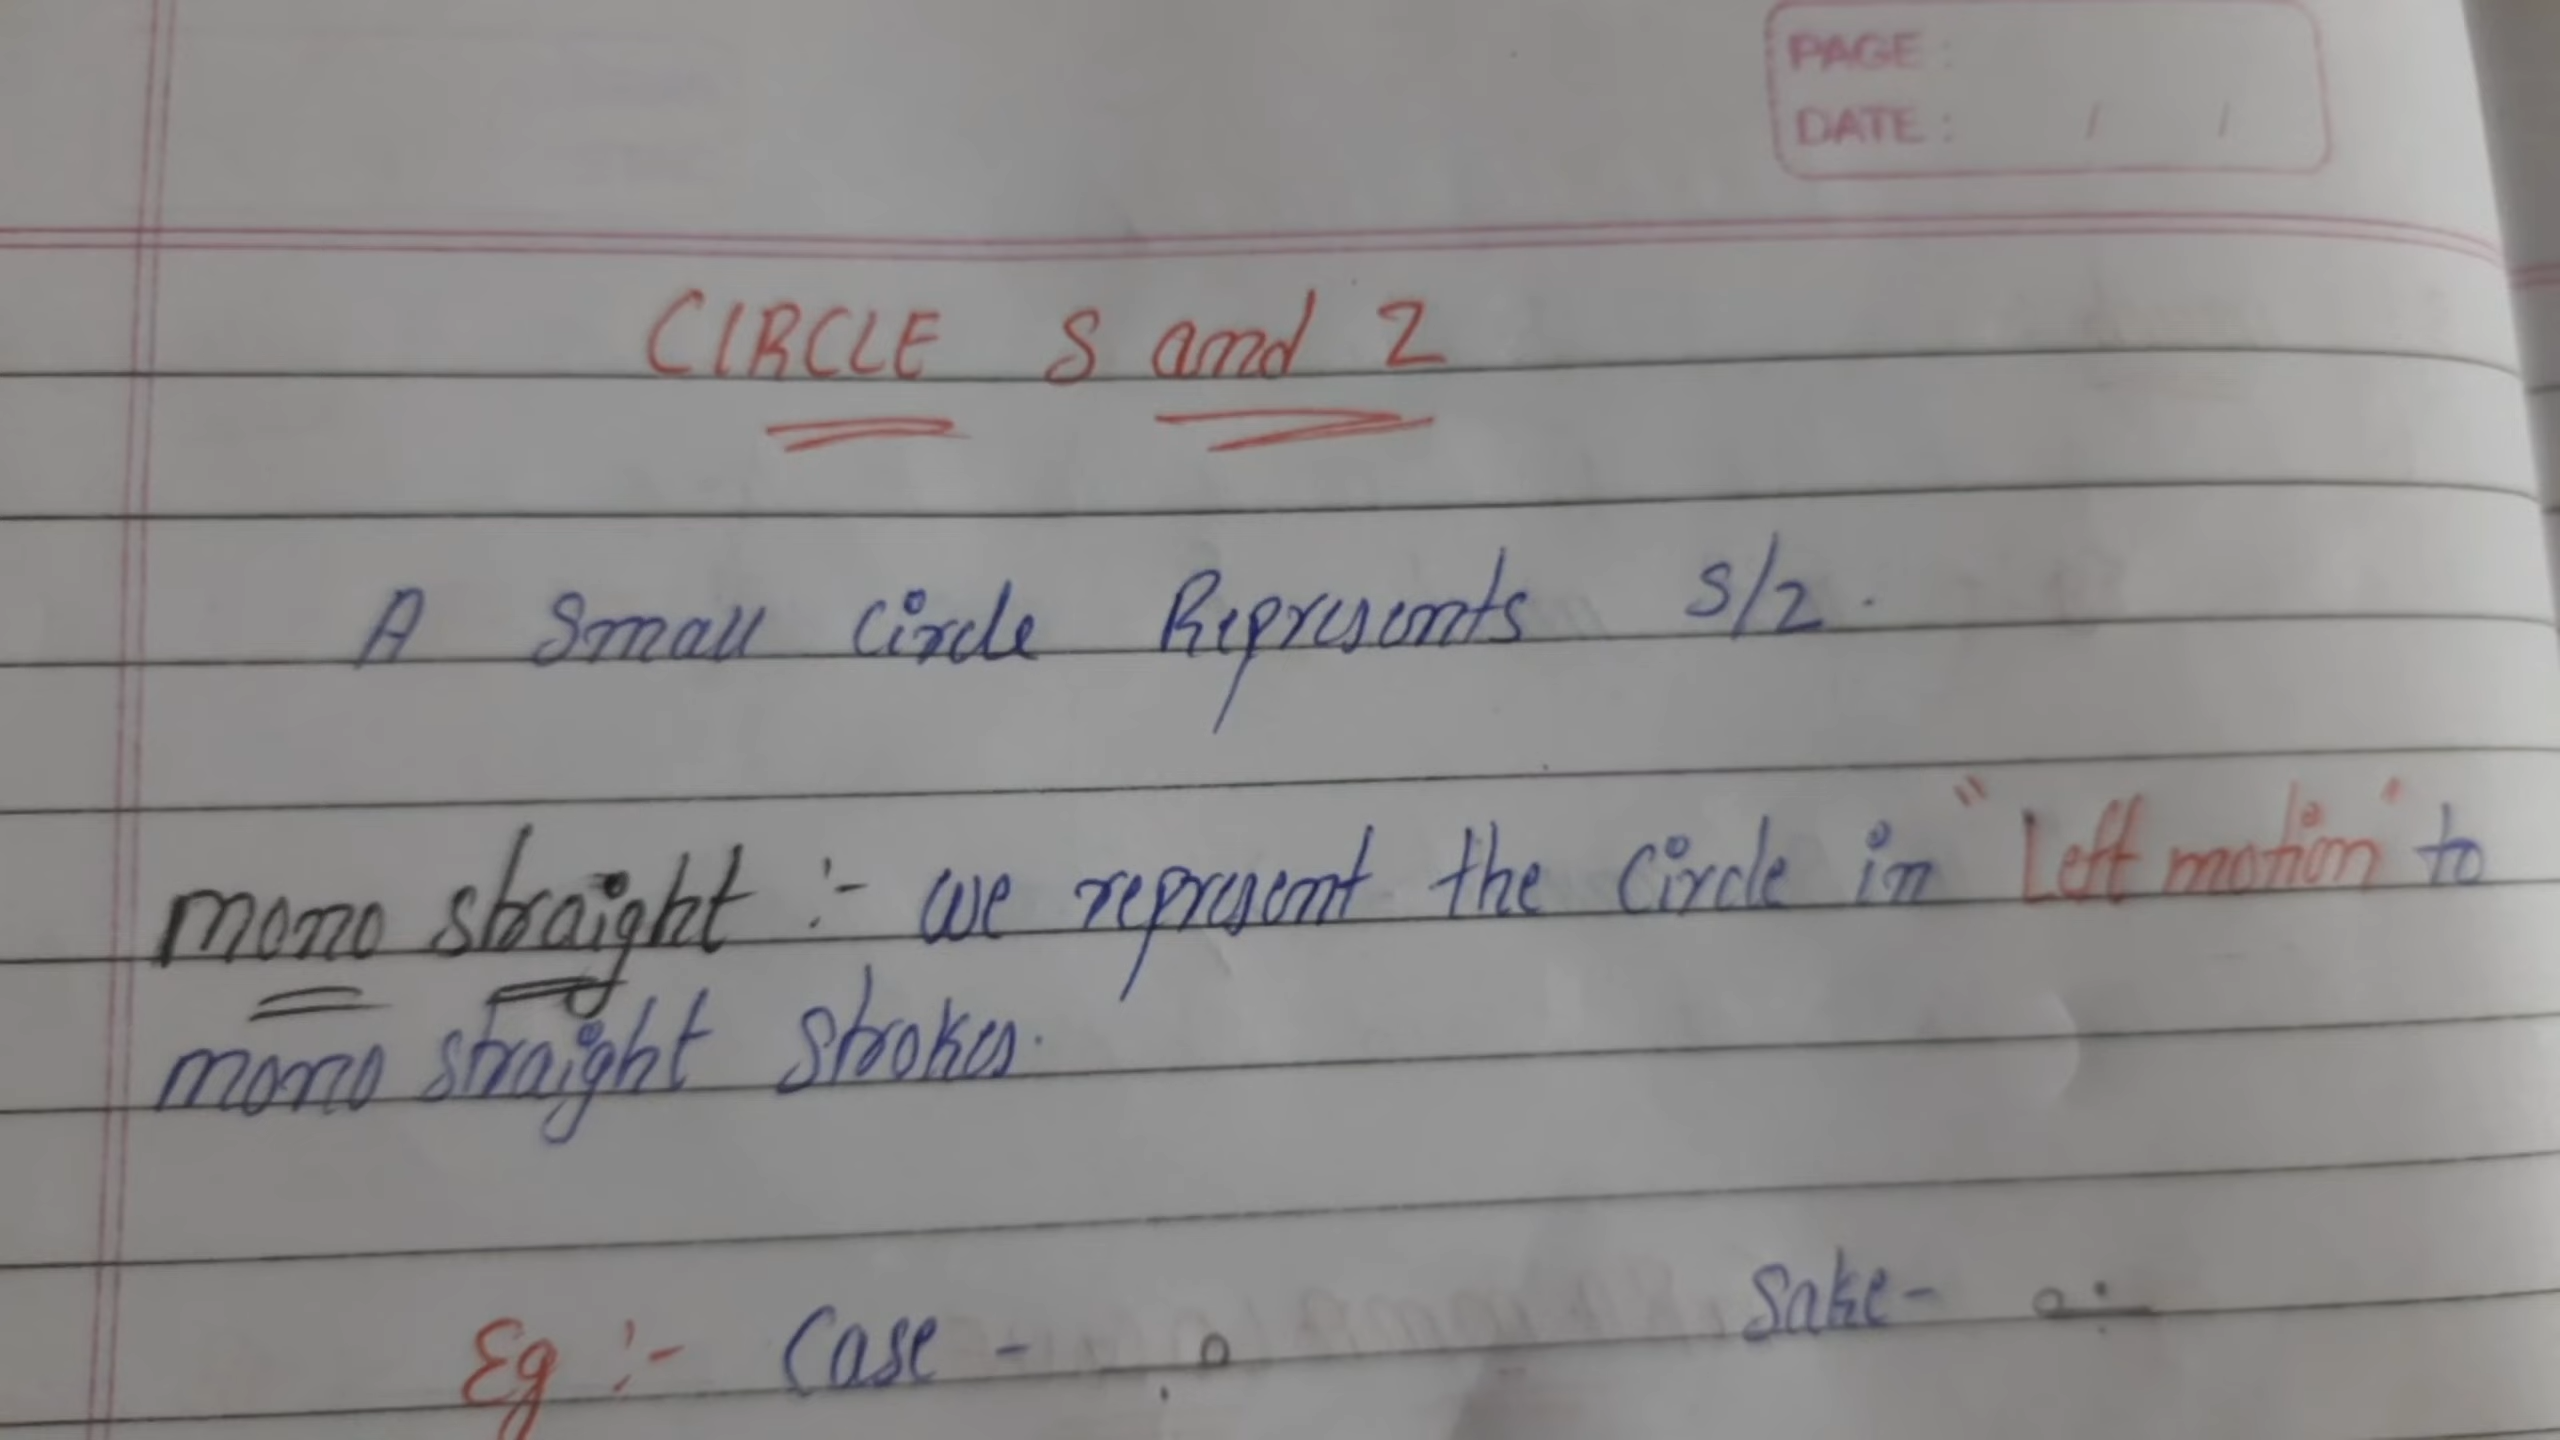 PAGE :
DATE : / /
CIRCLE S and Z
A Small Circle Represents S/Z.
mono straight :- we represent the Circle in "Left motion" to
mono straight Strokes.
Eg :- Case - Sake -